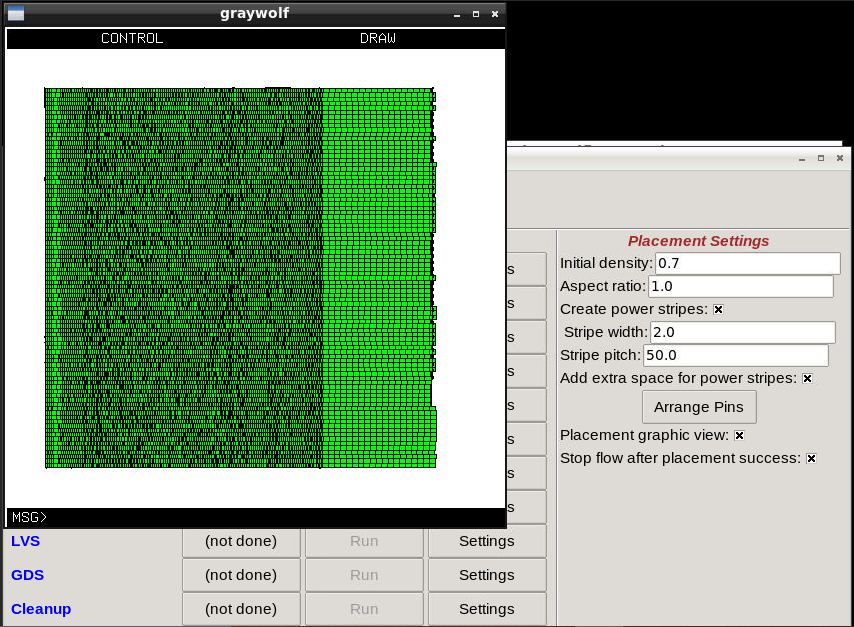 graywolf
CONTROL DRAW
Placement Settings
Initial density: 0.7
s
Aspect ratio: 1.0
s
Create power stripes:
Stripe width: 2.0
s
Stripe pitch: 50.0
s
Add extra space for power stripes:
s
Arrange Pins
s
Placement graphic view:
Stop flow after placement success:
s
s
MSG>
LVS (not done) Run Settings
GDS (not done) Run Settings
Cleanup (not done) Run Settings